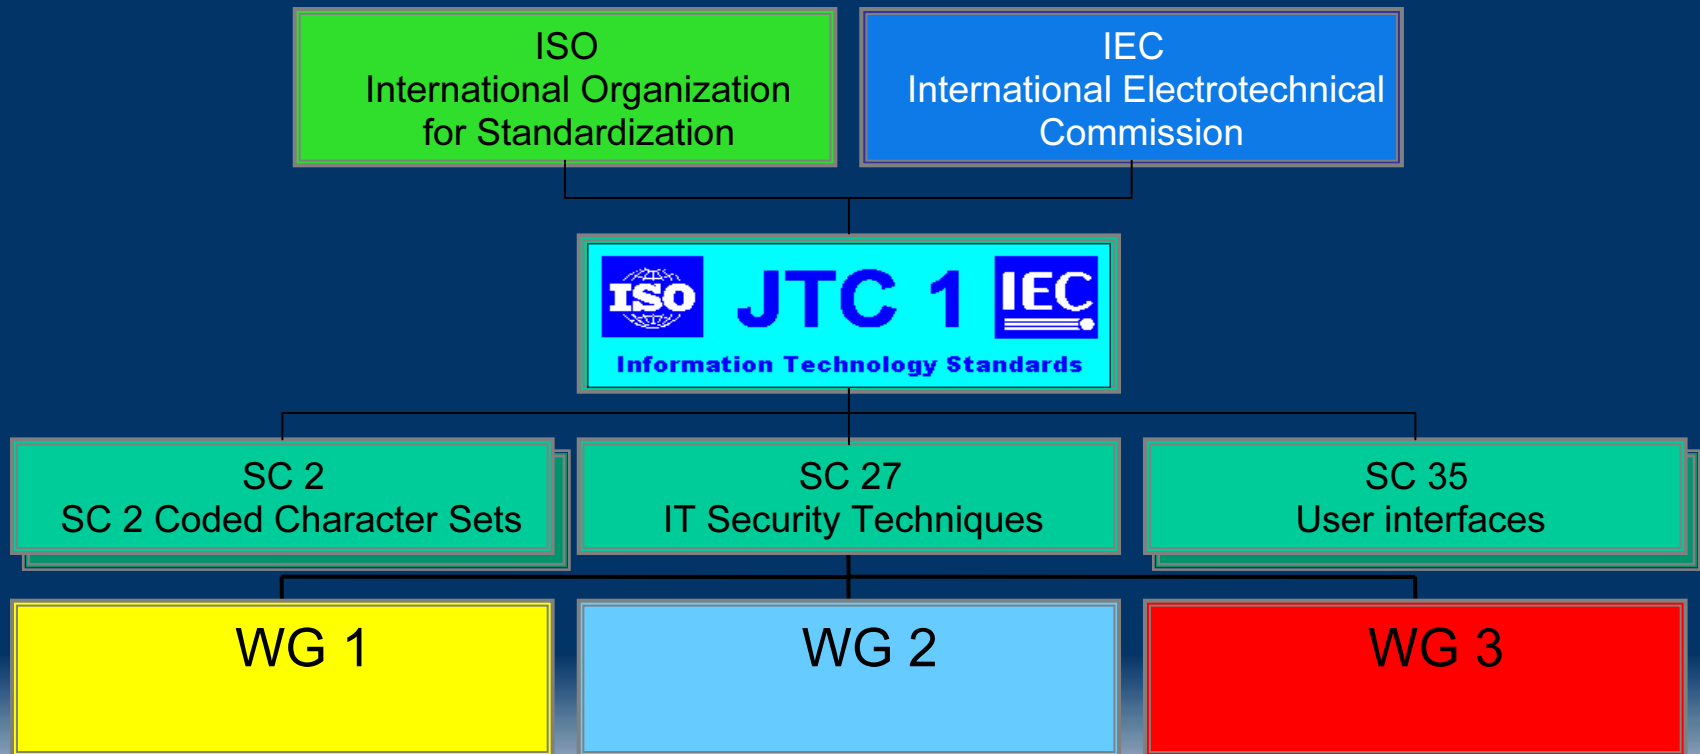 ISO
International Organization
for Standardization
IEC
International Electrotechnical
Commission
ISO JTC 1 IEC
Information Technology Standards
SC 2
SC 2 Coded Character Sets
SC 27
IT Security Techniques
SC 35
User interfaces
WG 1
WG 2
WG 3